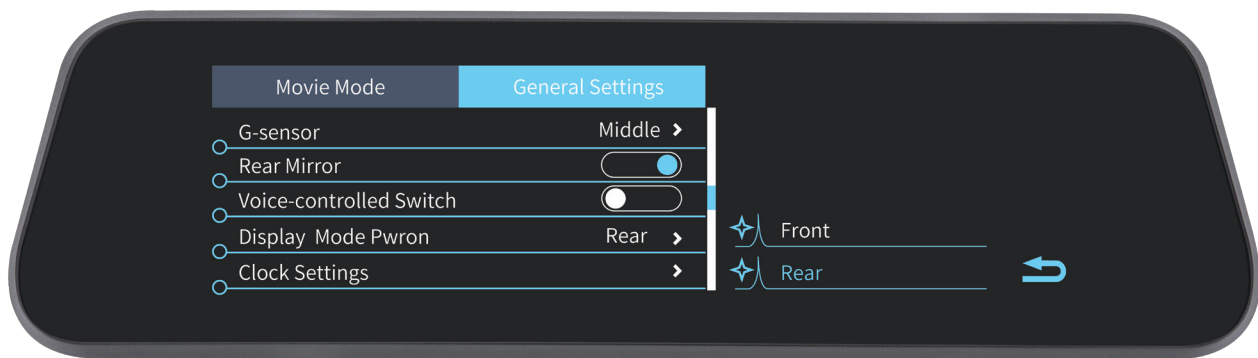 Movie Mode General Settings
G-sensor Middle
Rear Mirror
Voice-controlled Switch
Display Mode Pwron Rear
Clock Settings
Front
Rear